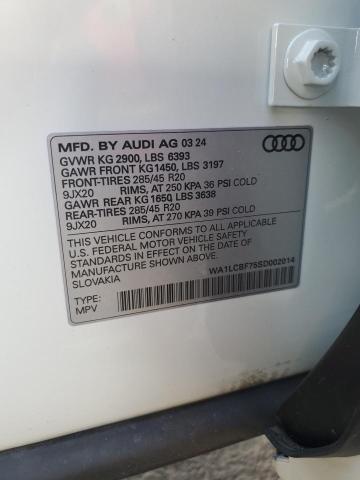 MFD. BY AUDI AG 03 24
GVWR KG 2900, LBS 6393
GAWR FRONT KG1450, LBS 3197
FRONT-TIRES 285/45 R20
9JX20 RIMS, AT 250 KPA 36 PSI COLD
GAWR REAR KG 1650 LBS 3638
REAR-TIRES 285/45 R20
9JX20 RIMS, AT 270 KPA 39 PSI COLD
THIS VEHICLE CONFORMS TO ALL APPLICABLE
U.S. FEDERAL MOTOR VEHICLE SAFETY
STANDARDS IN EFFECT ON THE DATE OF
MANUFACTURE SHOWN ABOVE
SLOVAKIA
WA1LCBF75SD002014
TYPE:
MPV